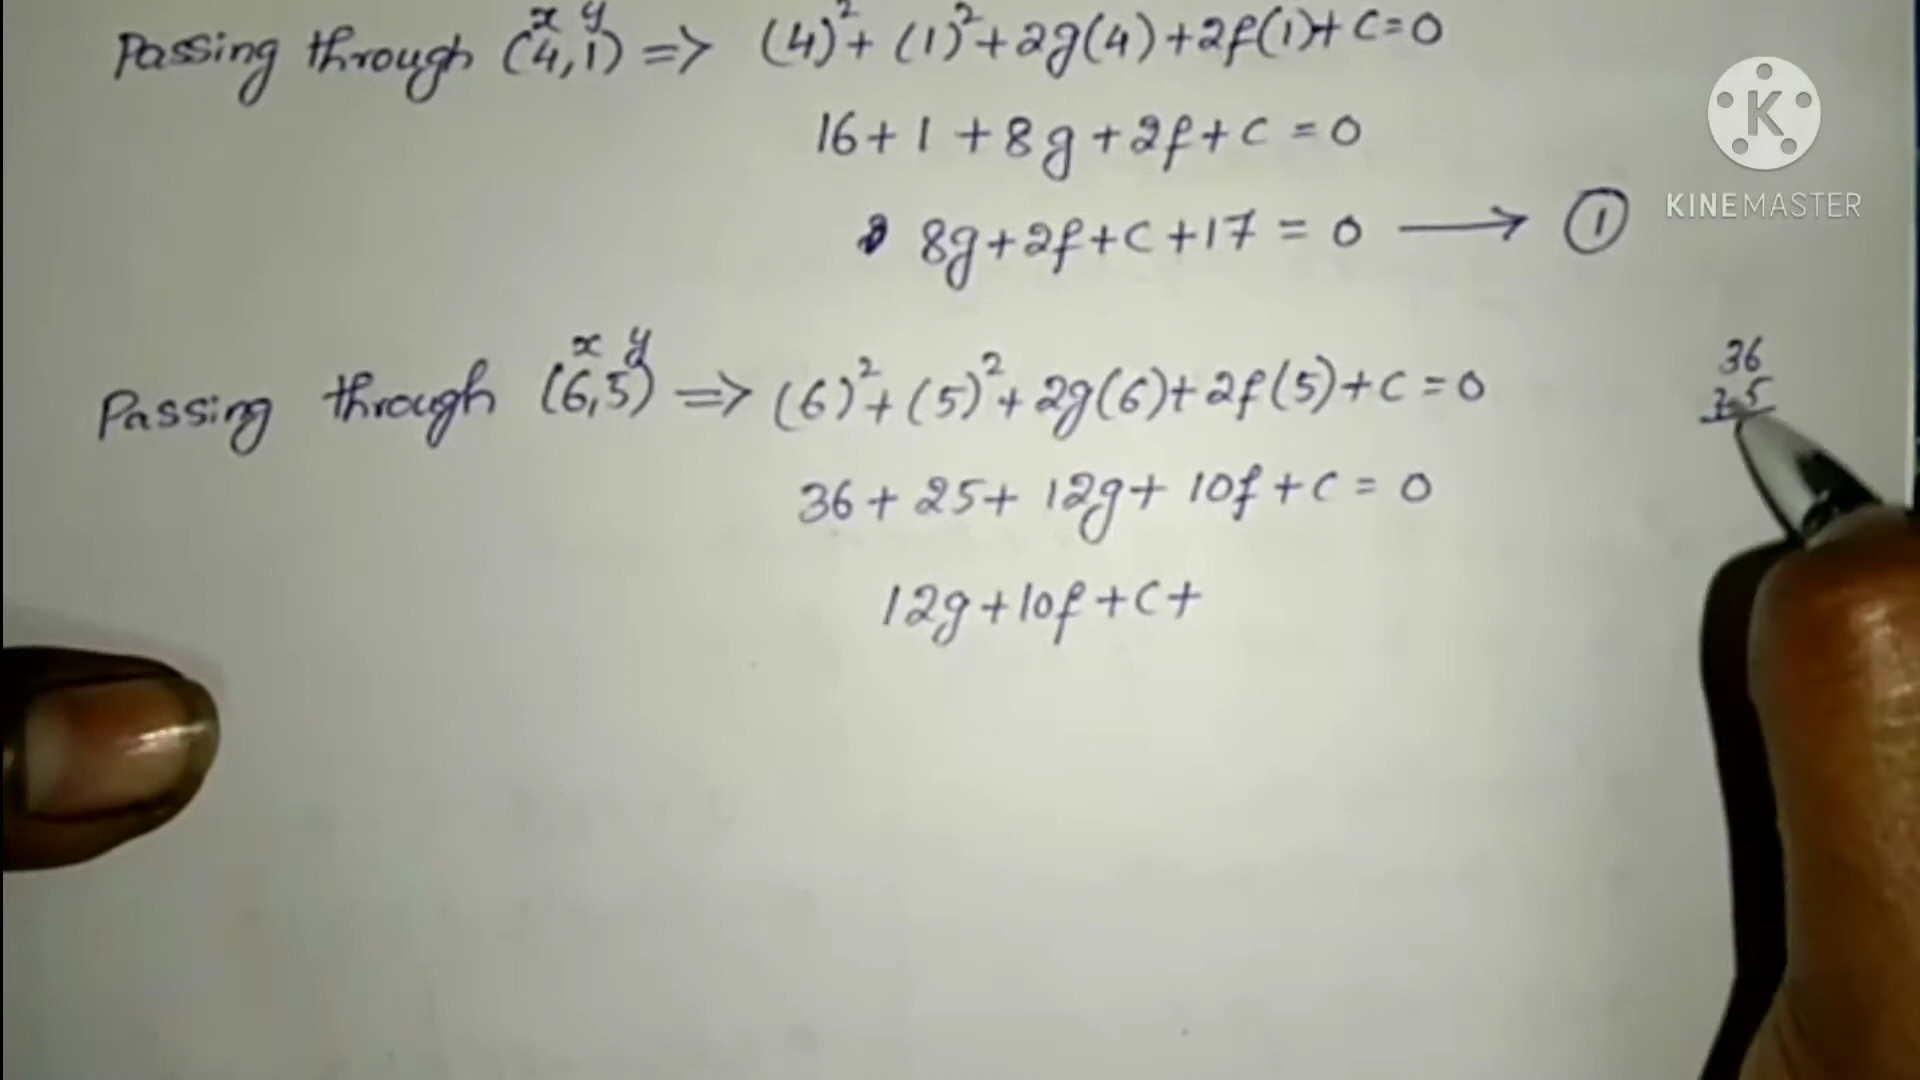 x y
Passing through (4,1) => (4)² + (1)² + 2g(4) + 2f(1) + c = 0
16 + 1 + 8g + 2f + c = 0
8g + 2f + c + 17 = 0 ⟶ ①
x y
Passing through (6,5) => (6)² + (5)² + 2g(6) + 2f(5) + c = 0
36 + 25 + 12g + 10f + c = 0
12g + 10f + c +
36
K
KINEMASTER